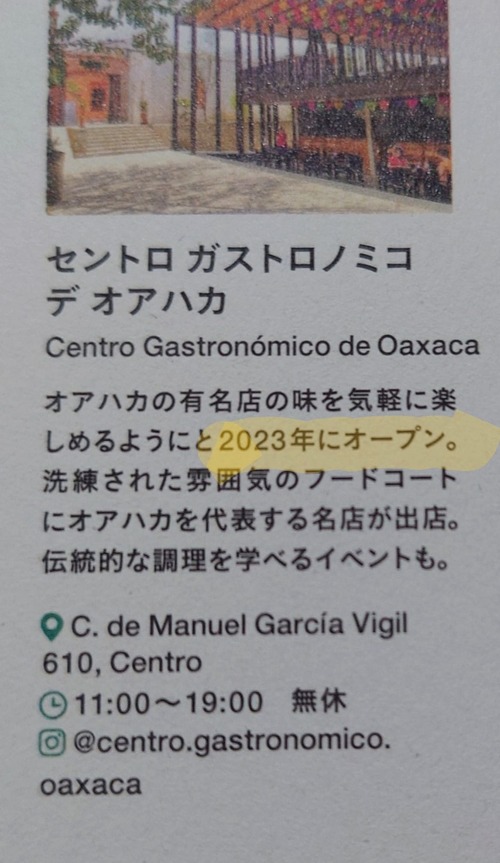 セントロ ガストロノミコ
デ オアハカ
Centro Gastronómico de Oaxaca
オアハカの有名店の味を気軽に楽
しめるようにと2023年にオープン。
洗練された雰囲気のフードコート
にオアハカを代表する名店が出店。
伝統的な調理を学べるイベントも。
C. de Manuel García Vigil
610, Centro
11:00〜19:00　無休
@centro.gastronomico.
oaxaca